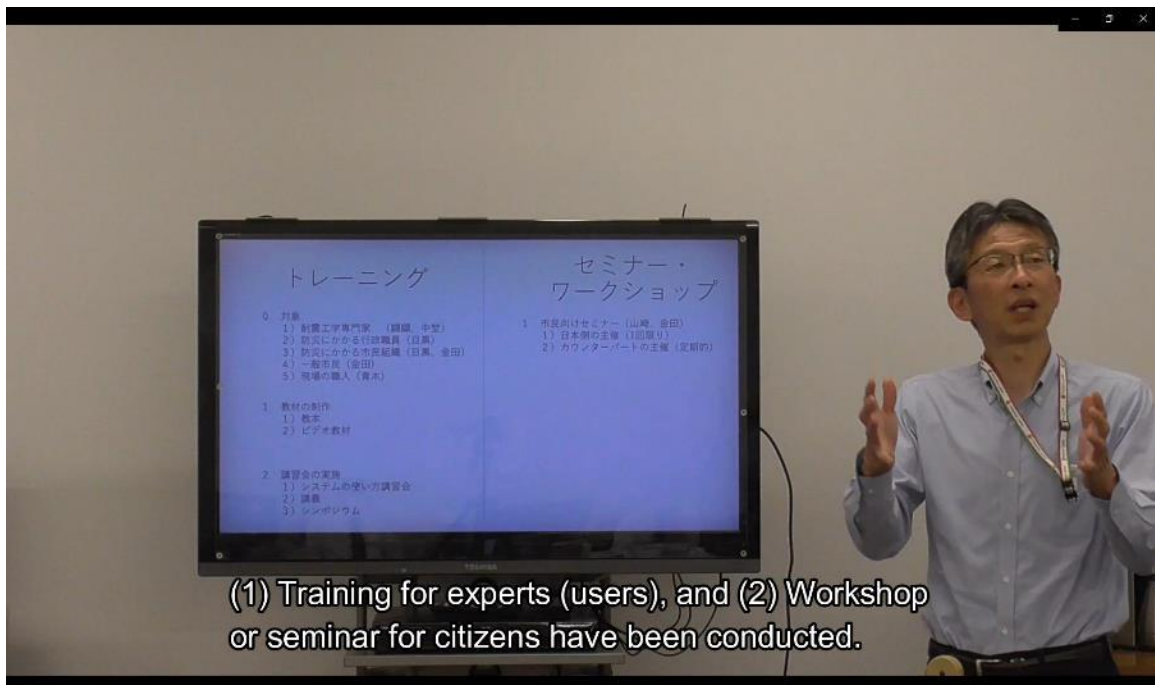 トレーニング
0 対象
1) 耐震工学専門家 (纐纈、中埜)
2) 防災にかかる行政職員 (目黒)
3) 防災にかかる市民組織 (目黒、金田)
4) 一般市民 (金田)
5) 現場の職人 (青木)
1 教材の制作
1) 教本
2) ビデオ教材
2 講習会の実施
1) システムの使い方講習会
2) 講義
3) シンポジウム
セミナー・
ワークショップ
1 市民向けセミナー (山崎、金田)
1) 日本側の主催 (1回限り)
2) カウンターパートの主催 (定期的)
TOSHIBA
(1) Training for experts (users), and (2) Workshop
or seminar for citizens have been conducted.